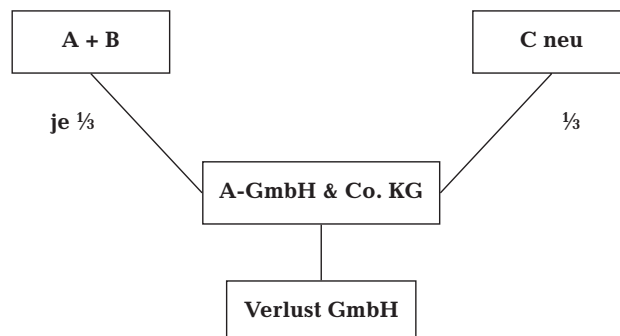 A + B
C neu
je ⅓
⅓
A-GmbH & Co. KG
Verlust GmbH